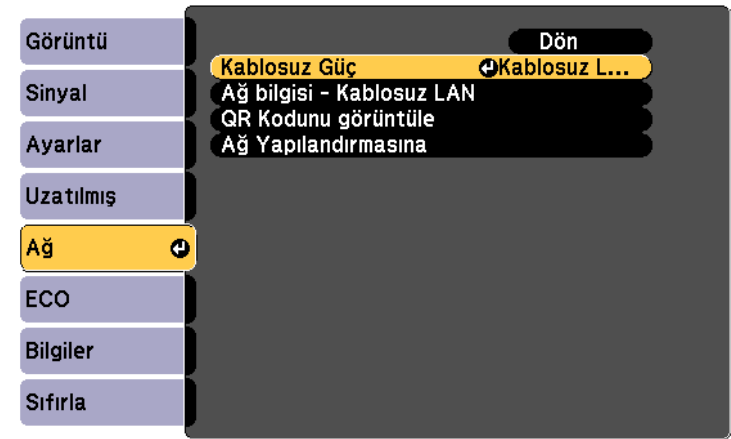 Görüntü
Sinyal
Ayarlar
Uzatılmış
Ağ
ECO
Bilgiler
Sıfırla
Dön
Kablosuz Güç Kablosuz L...
Ağ bilgisi - Kablosuz LAN
QR Kodunu görüntüle
Ağ Yapılandırmasına